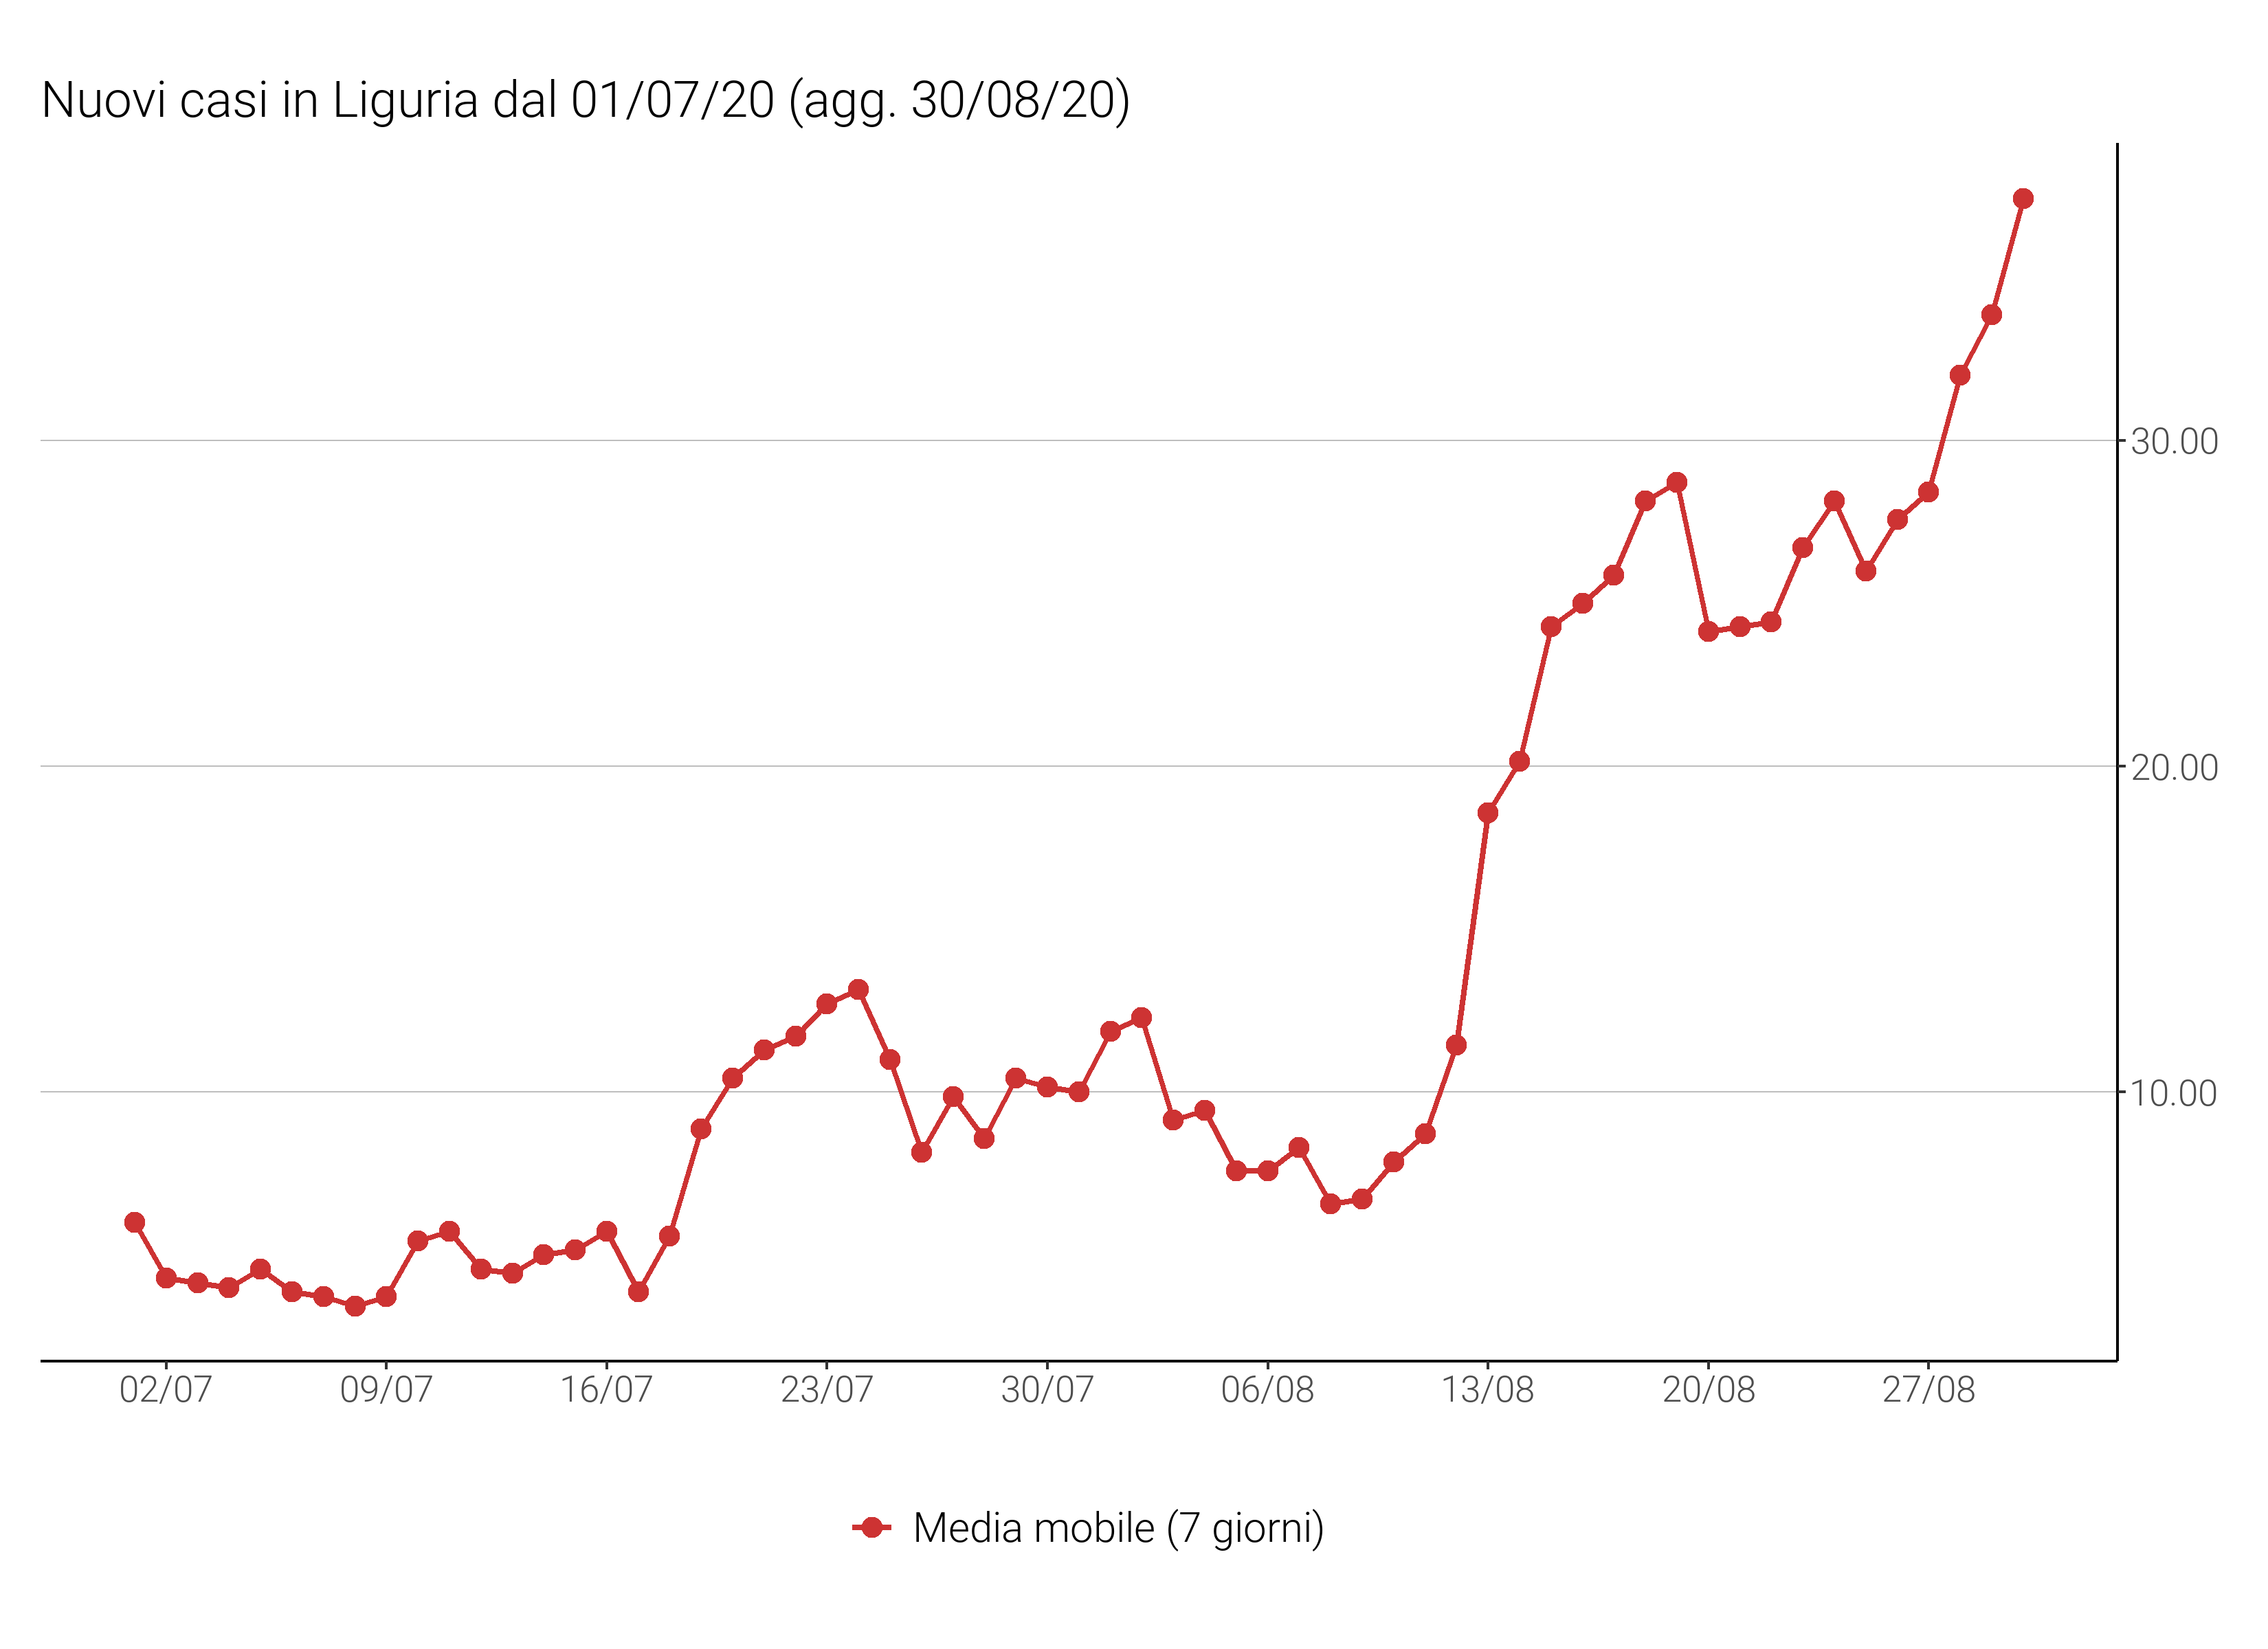 Nuovi casi in Liguria dal 01/07/20 (agg. 30/08/20)
30.00
20.00
10.00
02/07 09/07 16/07 23/07 30/07 06/08 13/08 20/08 27/08
Media mobile (7 giorni)